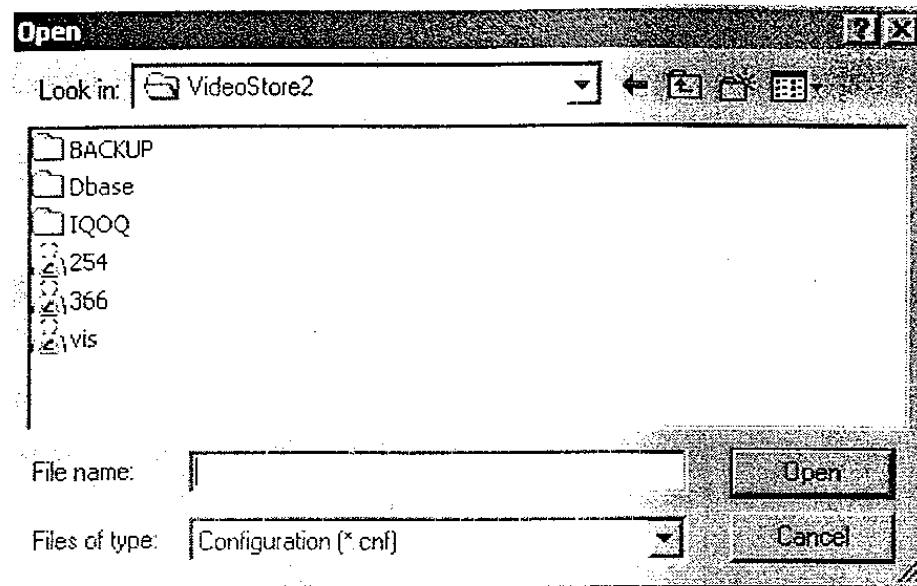 Open
Look in: VideoStore2
BACKUP
Dbase
IQOQ
254
366
vis
File name:
Open
Files of type: Configuration (*.cnf)
Cancel